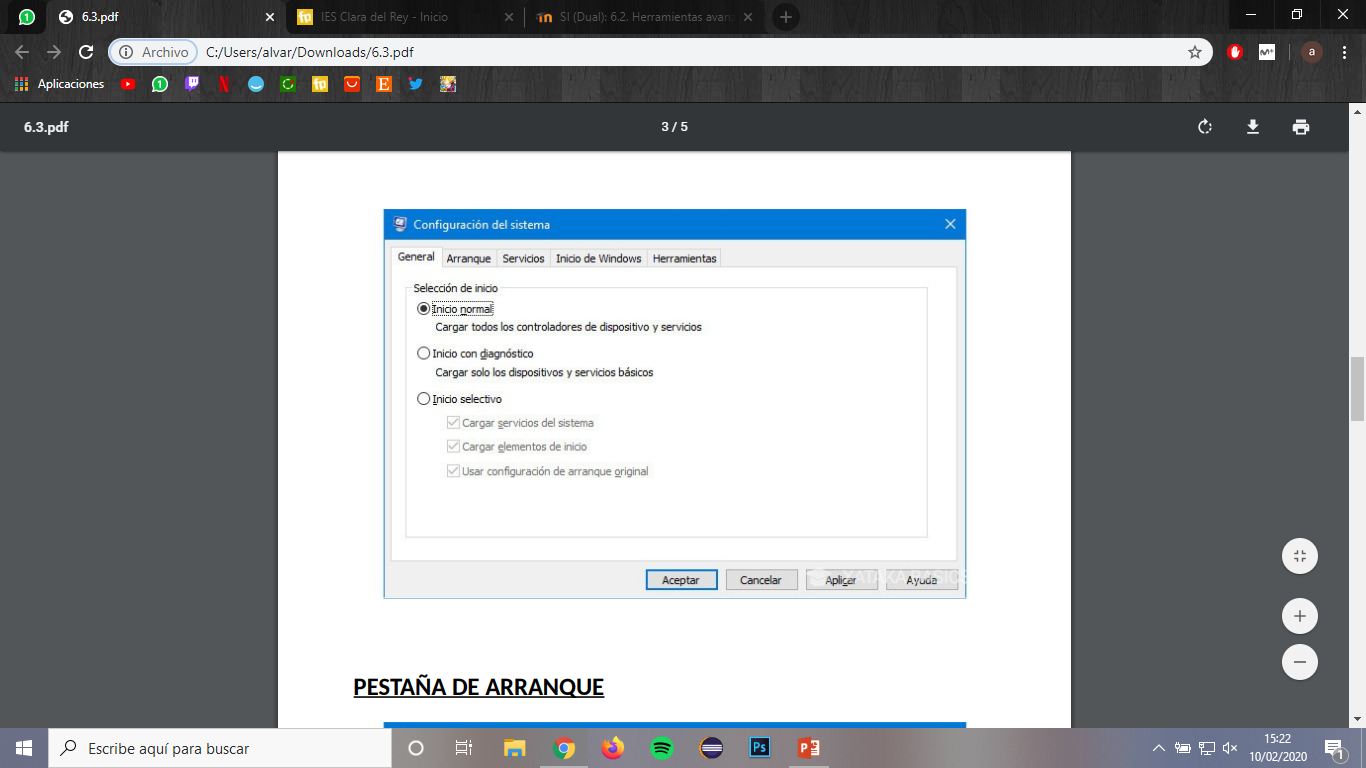 6.3.pdf
IES Clara del Rey - Inicio
SI (Dual): 6.2. Herramientas avan
Archivo
C:/Users/alvar/Downloads/6.3.pdf
a
Aplicaciones
6.3.pdf
3 / 5
Configuración del sistema
General Arranque Servicios Inicio de Windows Herramientas
Selección de inicio
Inicio normal
Cargar todos los controladores de dispositivo y servicios
Inicio con diagnóstico
Cargar solo los dispositivos y servicios básicos
Inicio selectivo
Cargar servicios del sistema
Cargar elementos de inicio
Usar configuración de arranque original
Aceptar Cancelar Aplicar Ayuda
XATAKA BASICS
PESTAÑA DE ARRANQUE
Escribe aquí para buscar
15:22
10/02/2020